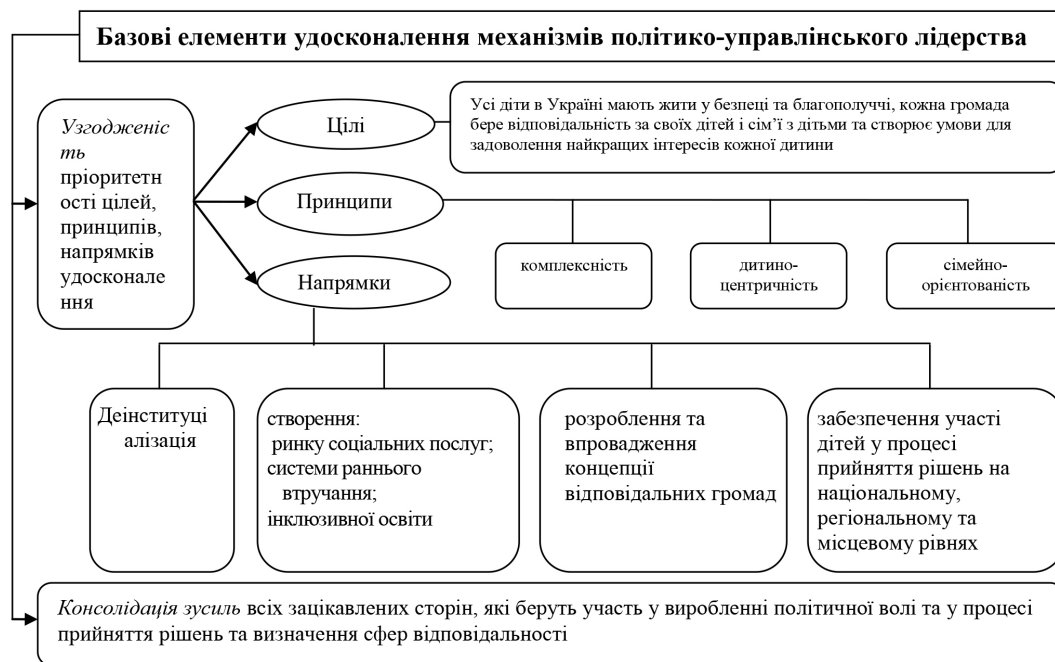 Базові елементи удосконалення механізмів політико-управлінського лідерства
Узгодженіс
ть
пріоритетн
ості цілей,
принципів,
напрямків
удосконале
ння
Цілі
Усі діти в Україні мають жити у безпеці та благополуччі, кожна громада
бере відповідальність за своїх дітей і сім’ї з дітьми та створює умови для
задоволення найкращих інтересів кожної дитини
Принципи
комплексність
дитино-
центричність
сімейно-
орієнтованість
Напрямки
Деінституці
алізація
створення:
ринку соціальних послуг;
системи раннього
втручання;
інклюзивної освіти
розроблення та
впровадження
концепції
відповідальних громад
забезпечення участі
дітей у процесі
прийняття рішень на
національному,
регіональному та
місцевому рівнях
Консолідація зусиль всіх зацікавлених сторін, які беруть участь у виробленні політичної волі та у процесі
прийняття рішень та визначення сфер відповідальності